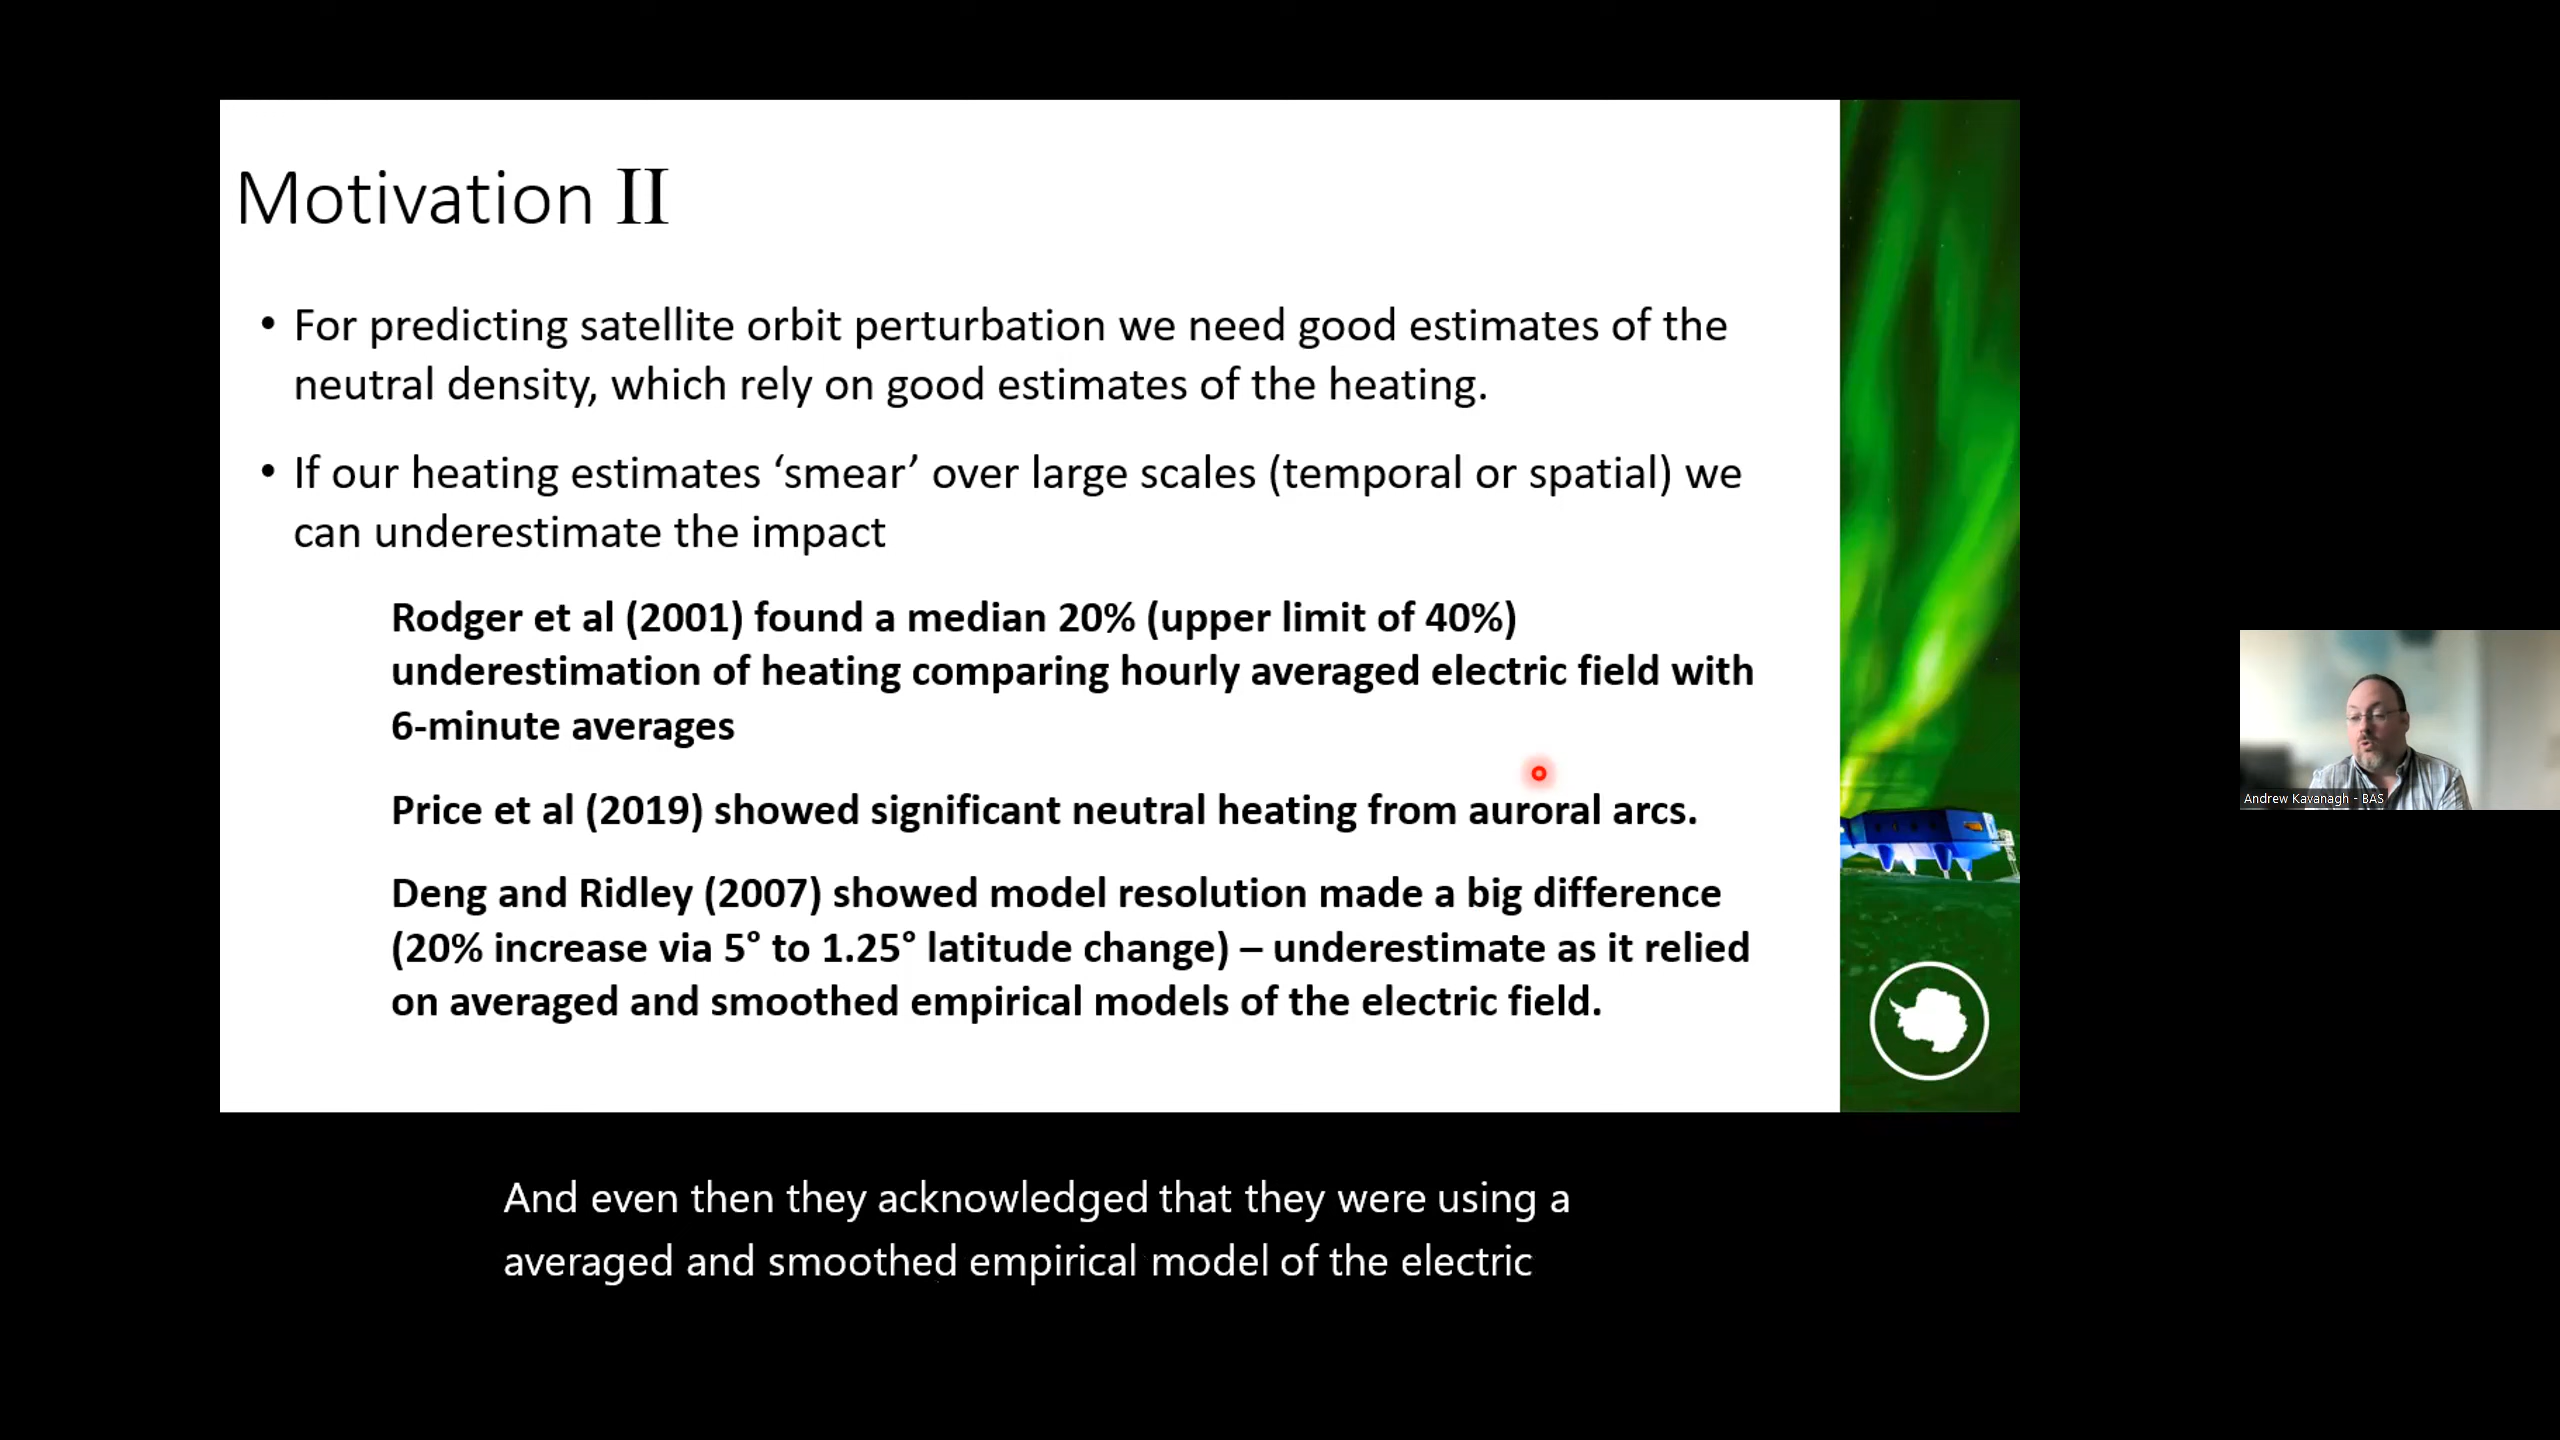 Motivation II
• For predicting satellite orbit perturbation we need good estimates of the
neutral density, which rely on good estimates of the heating.
• If our heating estimates ‘smear’ over large scales (temporal or spatial) we
can underestimate the impact
Rodger et al (2001) found a median 20% (upper limit of 40%)
underestimation of heating comparing hourly averaged electric field with
6-minute averages
Price et al (2019) showed significant neutral heating from auroral arcs.
Deng and Ridley (2007) showed model resolution made a big difference
(20% increase via 5° to 1.25° latitude change) – underestimate as it relied
on averaged and smoothed empirical models of the electric field.
Andrew Kavanagh - BAS
And even then they acknowledged that they were using a
averaged and smoothed empirical model of the electric